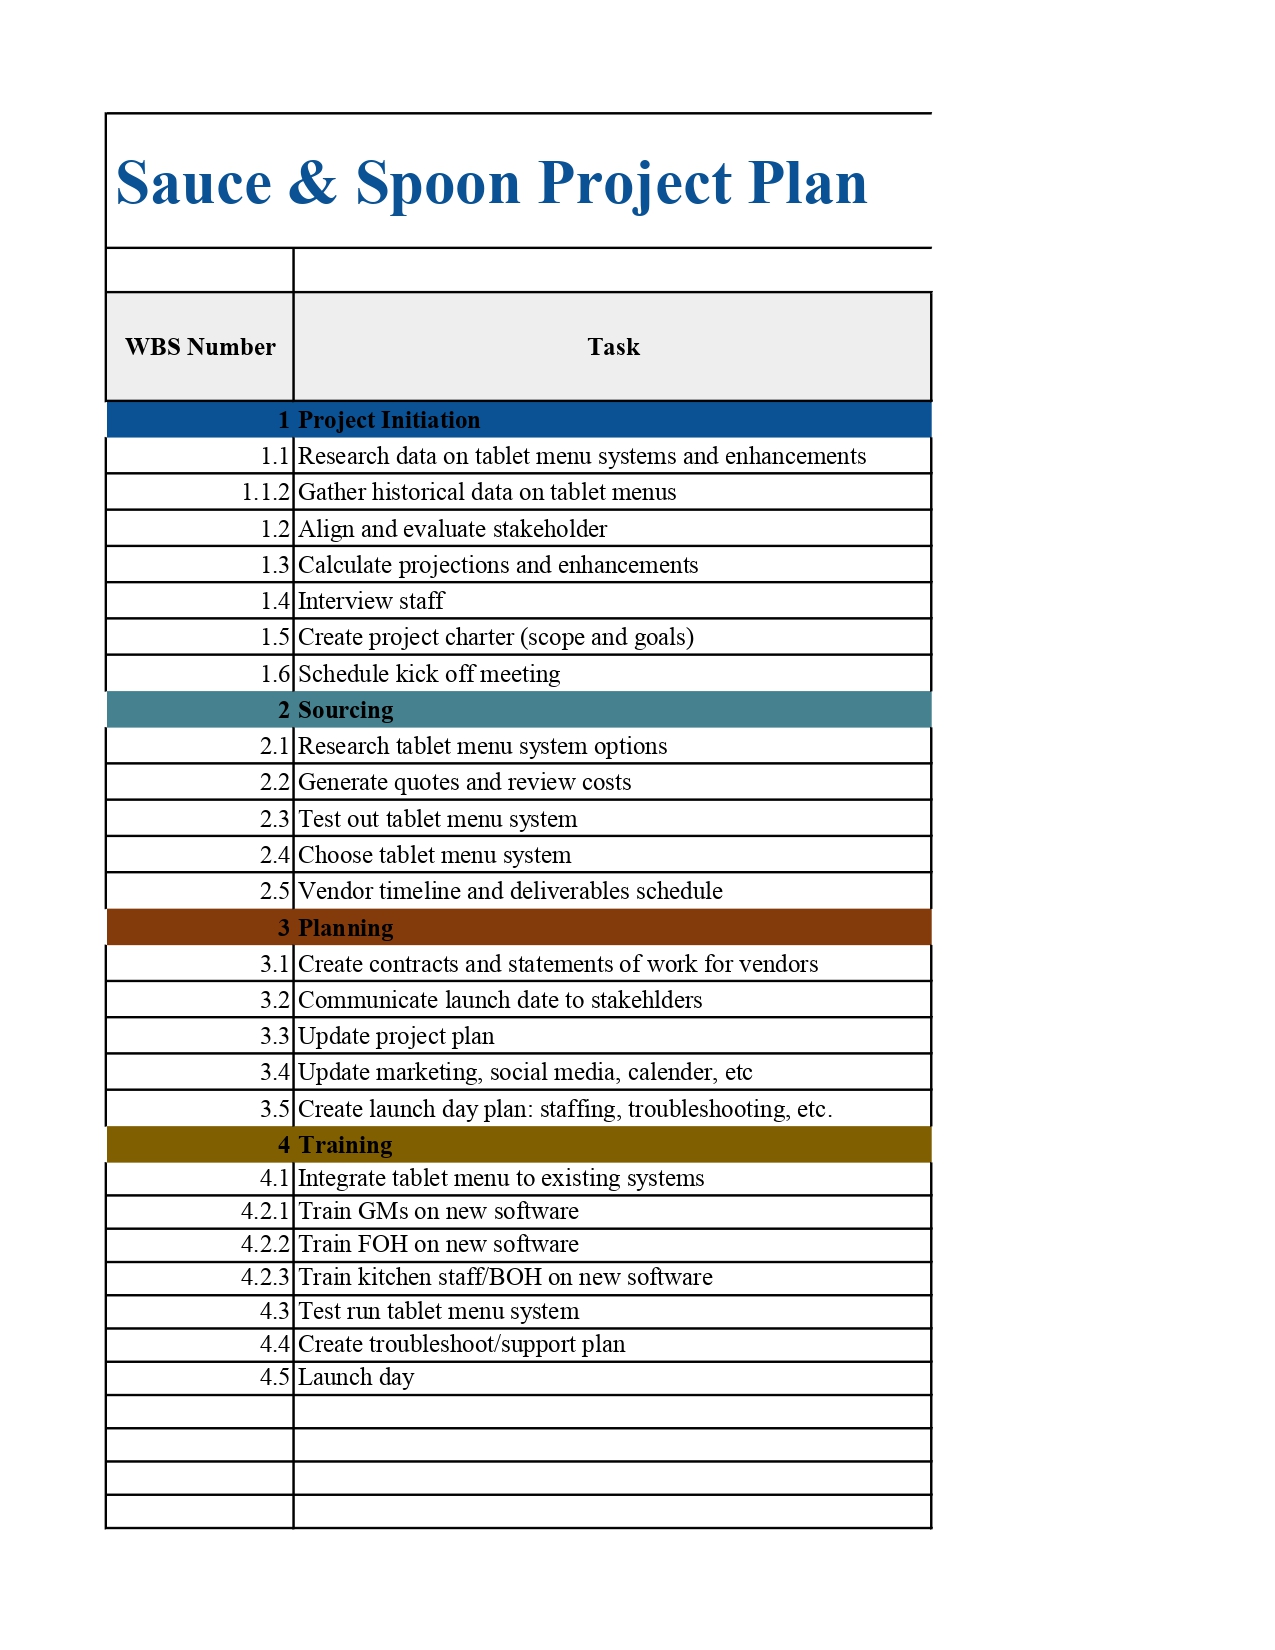 Sauce & Spoon Project Plan
WBS Number Task
1 Project Initiation
1.1 Research data on tablet menu systems and enhancements
1.1.2 Gather historical data on tablet menus
1.2 Align and evaluate stakeholder
1.3 Calculate projections and enhancements
1.4 Interview staff
1.5 Create project charter (scope and goals)
1.6 Schedule kick off meeting
2 Sourcing
2.1 Research tablet menu system options
2.2 Generate quotes and review costs
2.3 Test out tablet menu system
2.4 Choose tablet menu system
2.5 Vendor timeline and deliverables schedule
3 Planning
3.1 Create contracts and statements of work for vendors
3.2 Communicate launch date to stakehlders
3.3 Update project plan
3.4 Update marketing, social media, calender, etc
3.5 Create launch day plan: staffing, troubleshooting, etc.
4 Training
4.1 Integrate tablet menu to existing systems
4.2.1 Train GMs on new software
4.2.2 Train FOH on new software
4.2.3 Train kitchen staff/BOH on new software
4.3 Test run tablet menu system
4.4 Create troubleshoot/support plan
4.5 Launch day